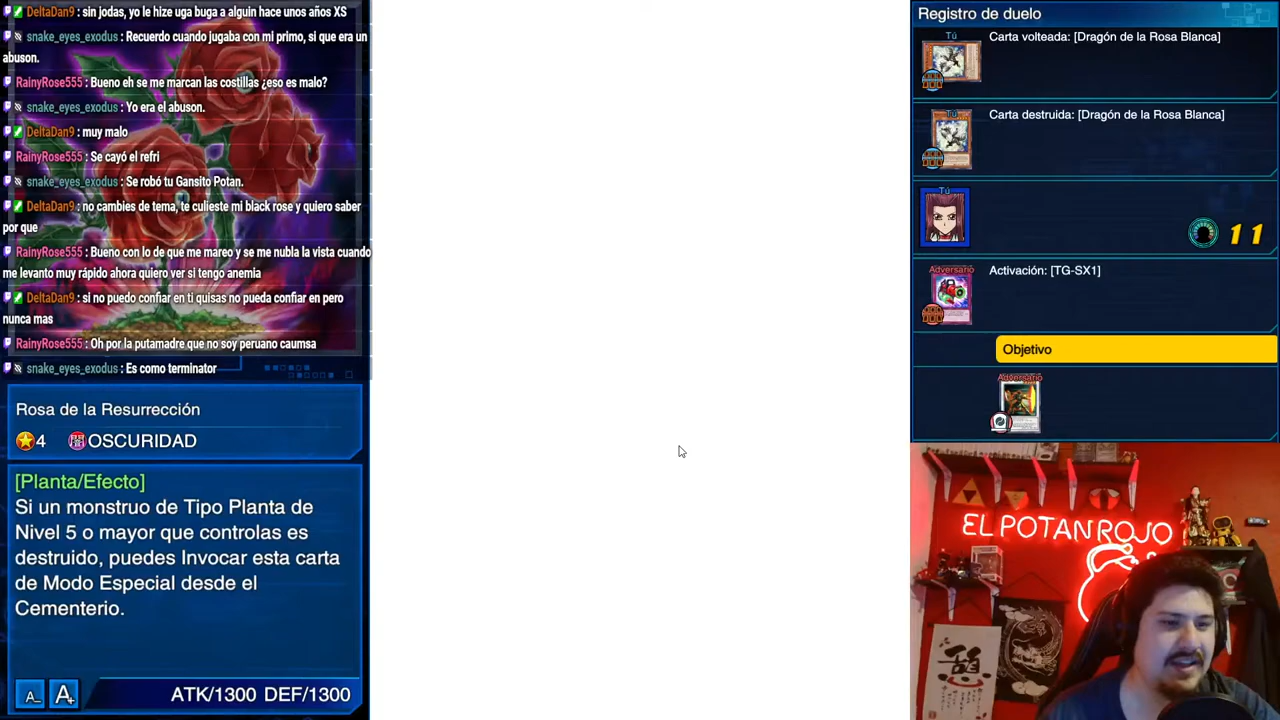 DeltaDan9 : sin jodas, yo le hize uga buga a alguin hace unos años XS
snake_eyes_exodus : Recuerdo cuando jugaba con mi primo, si que era un
abuson.
RainyRose555 : Bueno eh se me marcan las costillas ¿eso es malo?
snake_eyes_exodus : Yo era el abuson.
DeltaDan9 : muy malo
RainyRose555 : Se cayó el refri
snake_eyes_exodus : Se robó tu Gansito Potan.
DeltaDan9 : no cambies de tema, te culieste mi black rose y quiero saber
por que
RainyRose555 : Bueno con lo de que me mareo y se me nubla la vista cuando
me levanto muy rápido ahora quiero ver si tengo anemia
DeltaDan9 : si no puedo confiar en ti quisas no pueda confiar en pero
nunca mas
RainyRose555 : Oh por la putamadre que no soy peruano caumsa
snake_eyes_exodus : Es como terminator
Rosa de la Resurrección
4 OSCURIDAD
[Planta/Efecto]
Si un monstruo de Tipo Planta de
Nivel 5 o mayor que controlas es
destruido, puedes Invocar esta carta
de Modo Especial desde el
Cementerio.
A- A+ ATK/1300 DEF/1300
Registro de duelo
Tú
Carta volteada: [Dragón de la Rosa Blanca]
Tú
Carta destruida: [Dragón de la Rosa Blanca]
Tú
11
Adversario
Activación: [TG-SX1]
Objetivo
Adversario
EL POTAN ROJO